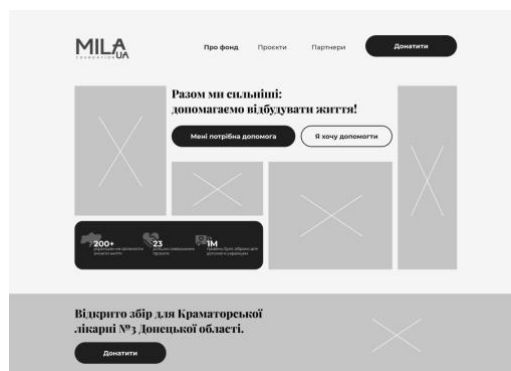 MILA
FOUNDATION UA
Про фонд
Проєкти
Партнери
Донатити
Разом ми сильніші:
допомагаємо відбудувати життя!
Мені потрібна допомога
Я хочу допомогти
200+
23
1М
Відкрито збір для Краматорської
лікарні №3 Донецької області.
Донатити